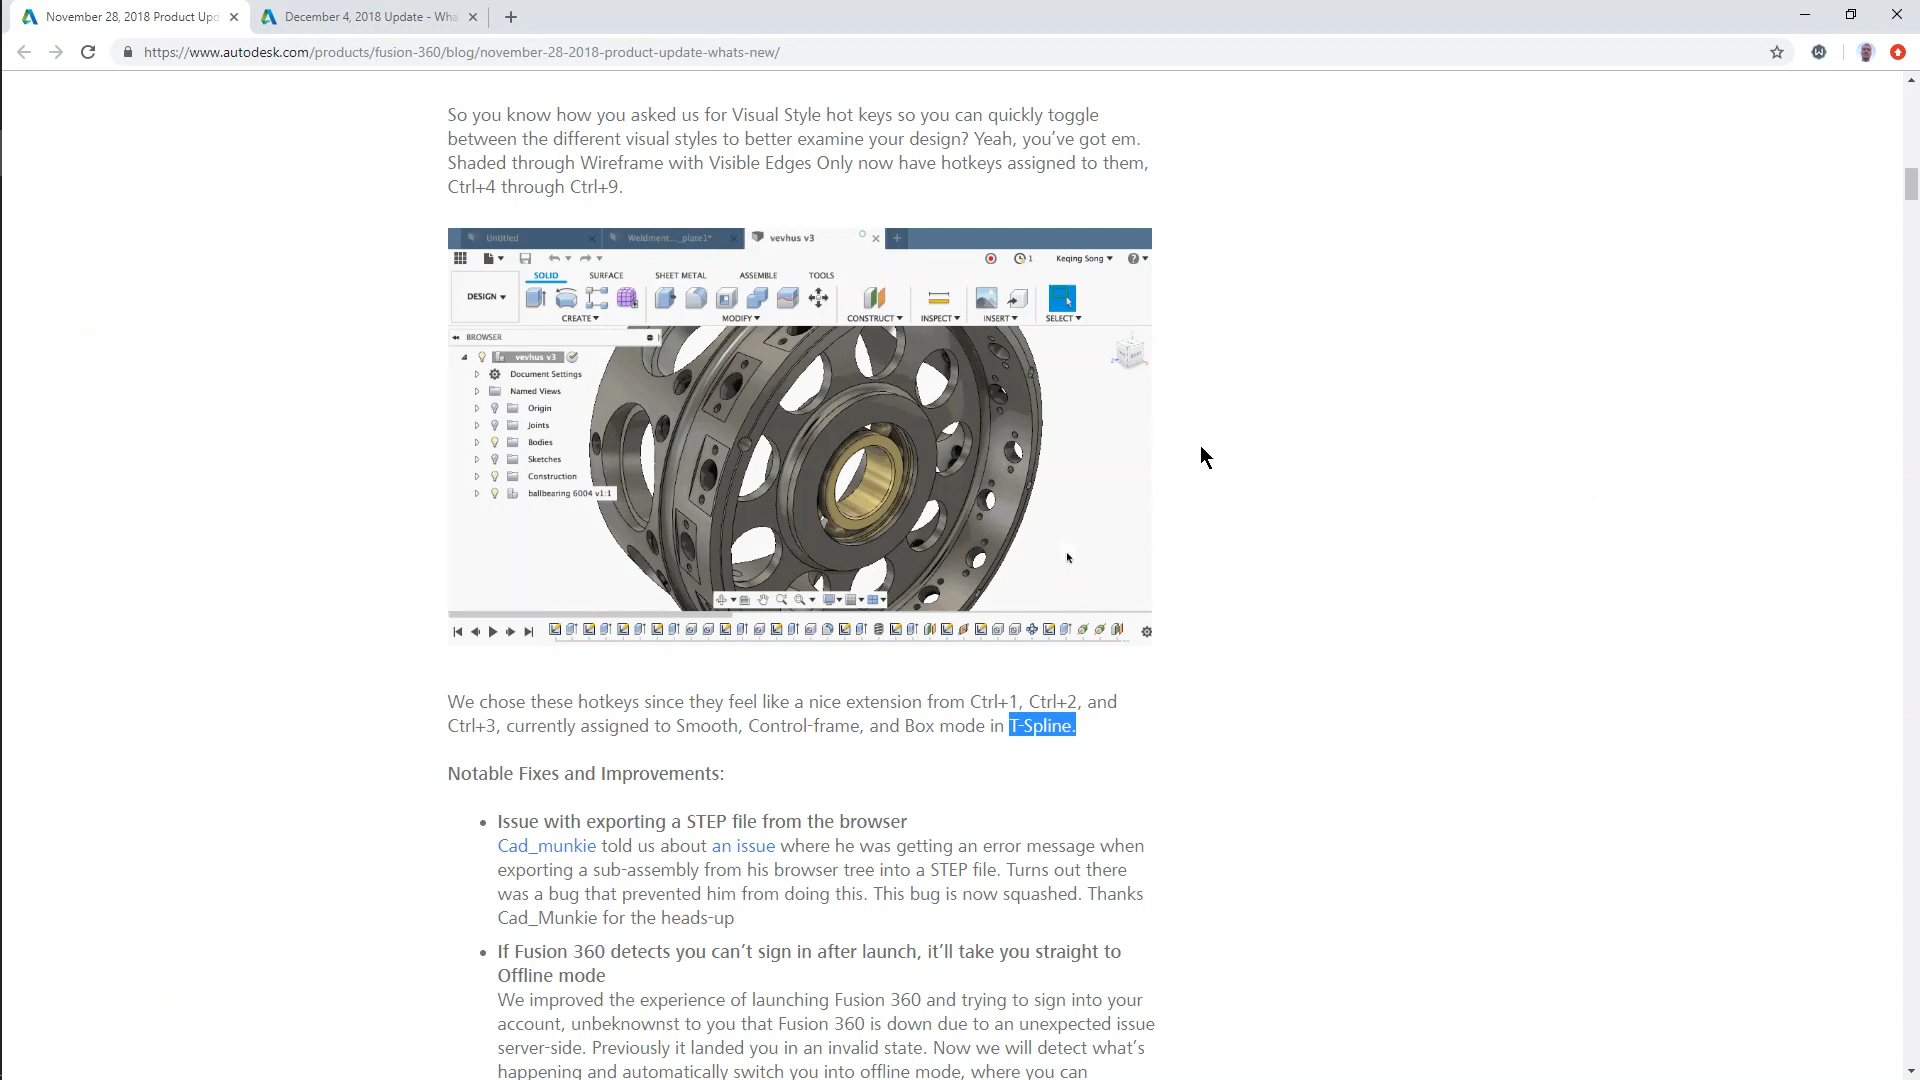 November 28, 2018 Product Upd
December 4, 2018 Update - Wha
https://www.autodesk.com/products/fusion-360/blog/november-28-2018-product-update-whats-new/
So you know how you asked us for Visual Style hot keys so you can quickly toggle
between the different visual styles to better examine your design? Yeah, you’ve got em.
Shaded through Wireframe with Visible Edges Only now have hotkeys assigned to them,
Ctrl+4 through Ctrl+9.
Untitled
Weldment..._plate1*
vevhus v3
1
Keqing Song
SOLID
SURFACE
SHEET METAL
ASSEMBLE
TOOLS
DESIGN
CREATE
MODIFY
CONSTRUCT
INSPECT
INSERT
SELECT
BROWSER
vevhus v3
Document Settings
Named Views
Origin
Joints
Bodies
Sketches
Construction
ballbearing 6004 v1:1
We chose these hotkeys since they feel like a nice extension from Ctrl+1, Ctrl+2, and
Ctrl+3, currently assigned to Smooth, Control-frame, and Box mode in T-Spline.
Notable Fixes and Improvements:
• Issue with exporting a STEP file from the browser
Cad_munkie told us about an issue where he was getting an error message when
exporting a sub-assembly from his browser tree into a STEP file. Turns out there
was a bug that prevented him from doing this. This bug is now squashed. Thanks
Cad_Munkie for the heads-up
• If Fusion 360 detects you can’t sign in after launch, it’ll take you straight to
Offline mode
We improved the experience of launching Fusion 360 and trying to sign into your
account, unbeknownst to you that Fusion 360 is down due to an unexpected issue
server-side. Previously it landed you in an invalid state. Now we will detect what’s
happening and automatically switch you into offline mode, where you can